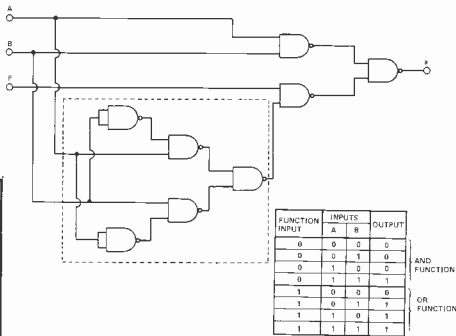 A
B
F
R
FUNCTION INPUT INPUTS OUTPUT
A B
0 0 0 0
0 0 1 0
0 1 0 0
0 1 1 1
AND FUNCTION
1 0 0 0
1 0 1 1
1 1 0 1
1 1 1 1
OR FUNCTION